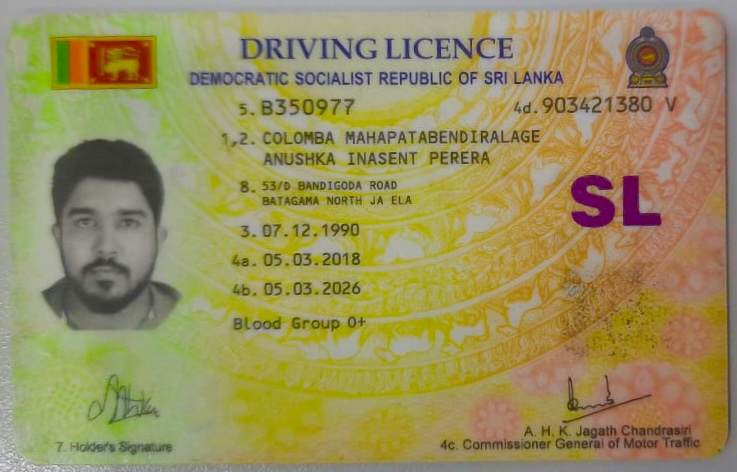 DRIVING LICENCE
DEMOCRATIC SOCIALIST REPUBLIC OF SRI LANKA
5. B350977 4d. 903421380 V
1,2. COLOMBA MAHAPATABENDIRALAGE
ANUSHKA INASENT PERERA
8. 53/D BANDIGODA ROAD
BATAGAMA NORTH JA ELA
SL
3. 07.12.1990
4a. 05.03.2018
4b. 05.03.2026
Blood Group O+
7. Holder's Signature
A. H. K. Jagath Chandrasiri
4c. Commissioner General of Motor Traffic